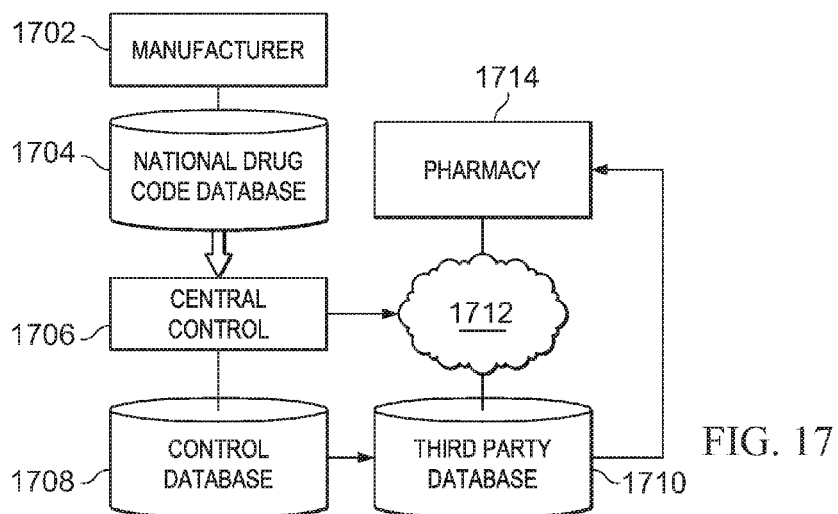 1702
MANUFACTURER
1704
NATIONAL DRUG
CODE DATABASE
1714
PHARMACY
1706
CENTRAL
CONTROL
1712
1708
CONTROL
DATABASE
THIRD PARTY
DATABASE
1710
FIG. 17